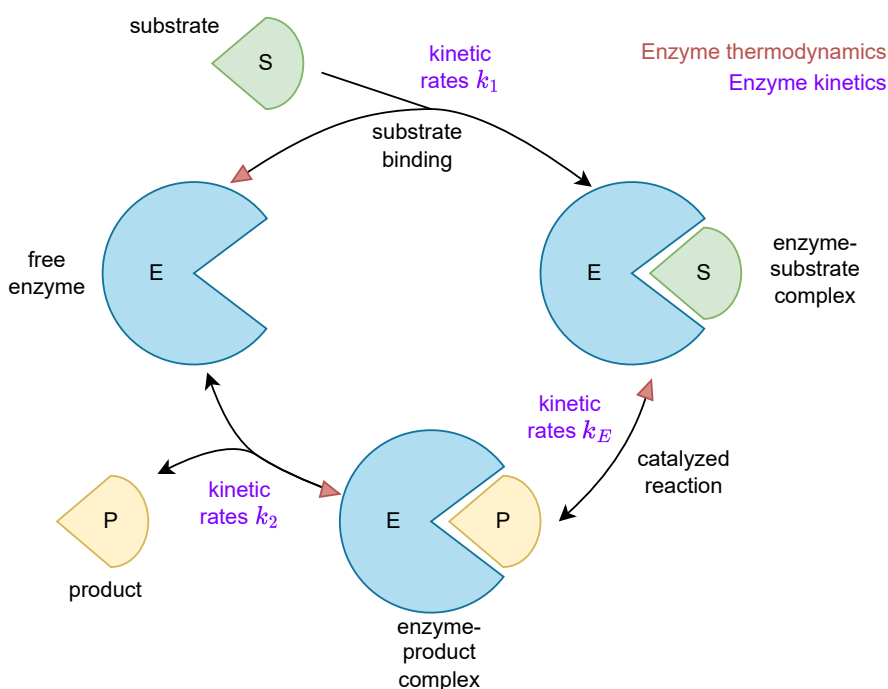 substrate
S
kinetic
rates k₁
Enzyme thermodynamics
Enzyme kinetics
substrate
binding
free
enzyme
E
E
S
enzyme-
substrate
complex
kinetic
rates k_E
catalyzed
reaction
kinetic
rates k₂
P
product
E
P
enzyme-
product
complex